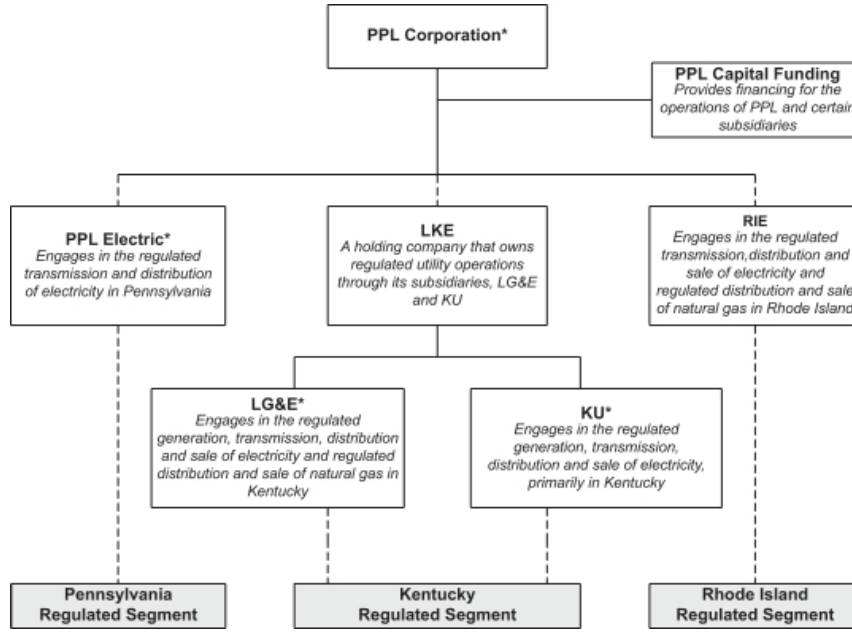 PPL Corporation*
PPL Capital Funding
Provides financing for the
operations of PPL and certain
subsidiaries
PPL Electric*
Engages in the regulated
transmission and distribution
of electricity in Pennsylvania
LKE
A holding company that owns
regulated utility operations
through its subsidiaries, LG&E
and KU
RIE
Engages in the regulated
transmission,distribution and
sale of electricity and
regulated distribution and sale
of natural gas in Rhode Island
LG&E*
Engages in the regulated
generation, transmission, distribution
and sale of electricity and regulated
distribution and sale of natural gas in
Kentucky
KU*
Engages in the regulated
generation, transmission,
distribution and sale of electricity,
primarily in Kentucky
Pennsylvania
Regulated Segment
Kentucky
Regulated Segment
Rhode Island
Regulated Segment